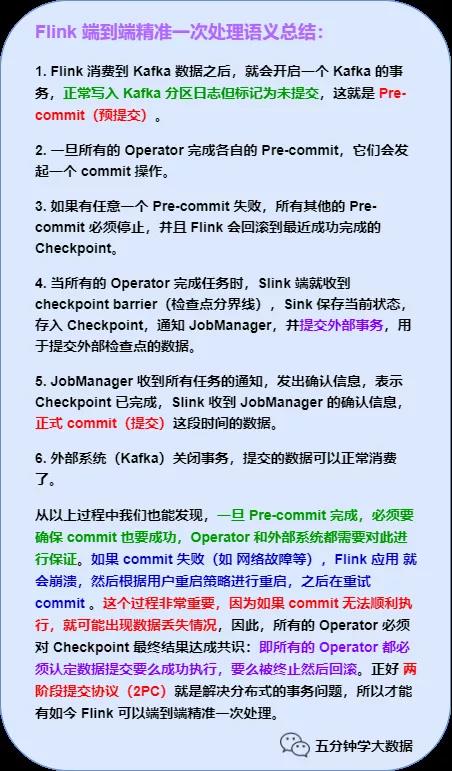 Flink 端到端精准一次处理语义总结：
1. Flink 消费到 Kafka 数据之后，就会开启一个 Kafka 的事
务，正常写入 Kafka 分区日志但标记为未提交，这就是 Pre-
commit（预提交）。
2. 一旦所有的 Operator 完成各自的 Pre-commit，它们会发
起一个 commit 操作。
3. 如果有任意一个 Pre-commit 失败，所有其他的 Pre-
commit 必须停止，并且 Flink 会回滚到最近成功完成的
Checkpoint。
4. 当所有的 Operator 完成任务时，Slink 端就收到
checkpoint barrier（检查点分界线），Sink 保存当前状态，
存入 Checkpoint，通知 JobManager，并提交外部事务，用
于提交外部检查点的数据。
5. JobManager 收到所有任务的通知，发出确认信息，表示
Checkpoint 已完成，Slink 收到 JobManager 的确认信息，
正式 commit（提交）这段时间的数据。
6. 外部系统（Kafka）关闭事务，提交的数据可以正常消费
了。
从以上过程中我们也能发现，一旦 Pre-commit 完成，必须要
确保 commit 也要成功，Operator 和外部系统都需要对此进
行保证。如果 commit 失败（如 网络故障等），Flink 应用 就
会崩溃，然后根据用户重启策略进行重启，之后在重试
commit 。这个过程非常重要，因为如果 commit 无法顺利执
行，就可能出现数据丢失情况，因此，所有的 Operator 必须
对 Checkpoint 最终结果达成共识：即所有的 Operator 都必
须认定数据提交要么成功执行，要么被终止然后回滚。正好 两
阶段提交协议（2PC）就是解决分布式的事务问题，所以才能
有如今 Flink 可以端到端精准一次处理。
五分钟学大数据